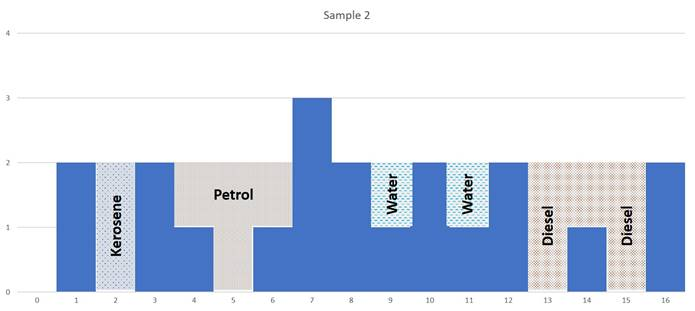 Sample 2
4
3
2
1
0
Kerosene
Petrol
Water
Water
Diesel
Diesel
0 1 2 3 4 5 6 7 8 9 10 11 12 13 14 15 16